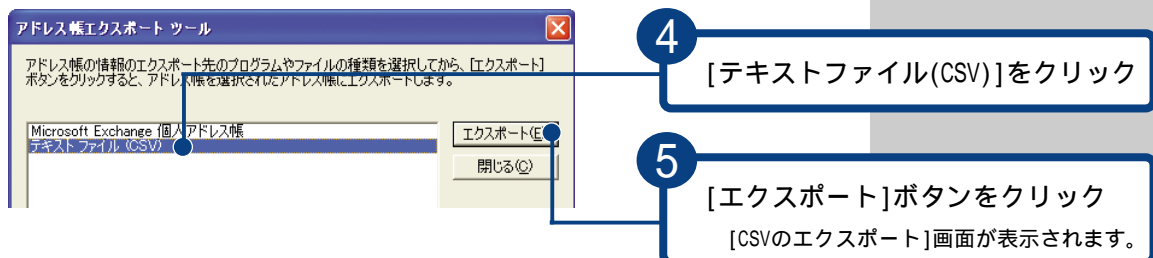 アドレス帳エクスポート ツール
アドレス帳の情報のエクスポート先のプログラムやファイルの種類を選択してから、[エクスポート]
ボタンをクリックすると、アドレス帳を選択されたアドレス帳にエクスポートします。
Microsoft Exchange 個人アドレス帳
テキスト ファイル (CSV)
エクスポート(E
閉じる(C)
4
[テキストファイル(CSV)]をクリック
5
[エクスポート]ボタンをクリック
[CSVのエクスポート]画面が表示されます。